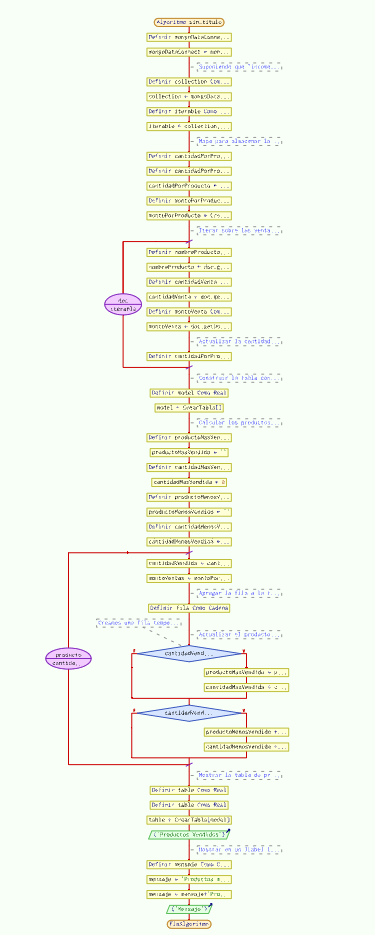 Algoritmo sin_titulo
Definir mongoDataConne...
mongoDataConnect ← mon...
Suponiendo que "income...
Definir collection Com...
collection ← mongoData...
Definir iterable Como ...
iterable ← collection....
Mapa para almacenar la ...
Definir cantidadPorPro...
Definir cantidadPorPro...
cantidadPorProducto ← ...
Definir montoPorProduc...
montoPorProducto ← Cre...
Iterar sobre las venta...
Definir nombreProducto...
nombreProducto ← doc.g...
Definir cantidadVenta ...
cantidadVenta ← doc.ge...
Definir montoVenta Com...
montoVenta ← doc.getDo...
doc
iterable
Actualizar la cantidad...
Definir cantidadPorPro...
Construir la tabla con...
Definir model Como Real
model ← CrearTabla[]
Calcular los productos...
Definir productoMasVen...
productoMasVendido ← ""
Definir cantidadMasVen...
cantidadMasVendida ← 0
Definir productoMenosV...
productoMenosVendido ← ""
Definir cantidadMenosV...
cantidadMenosVendida ←...
cantidadVendida ← cant...
montoVentas ← montoPor...
Agregar la fila a la t...
Definir fila Como Cadena
Creamos una fila tempo...
Actualizar el producto...
producto
cantida...
cantidadVend...
productoMasVendido ← p...
cantidadMasVendida ← c...
cantidadVend...
productoMenosVendido ←...
cantidadMenosVendida ←...
Mostrar la tabla de pr...
Definir table Como Real
Definir table Como Real
table ← CrearTabla[model]
('Productos Vendidos')
Mostrar en un JLabel l...
Definir mensaje Como C...
mensaje ← "Productos m...
mensaje ← mensaje+"Pro...
('Mensaje')
FinAlgoritmo